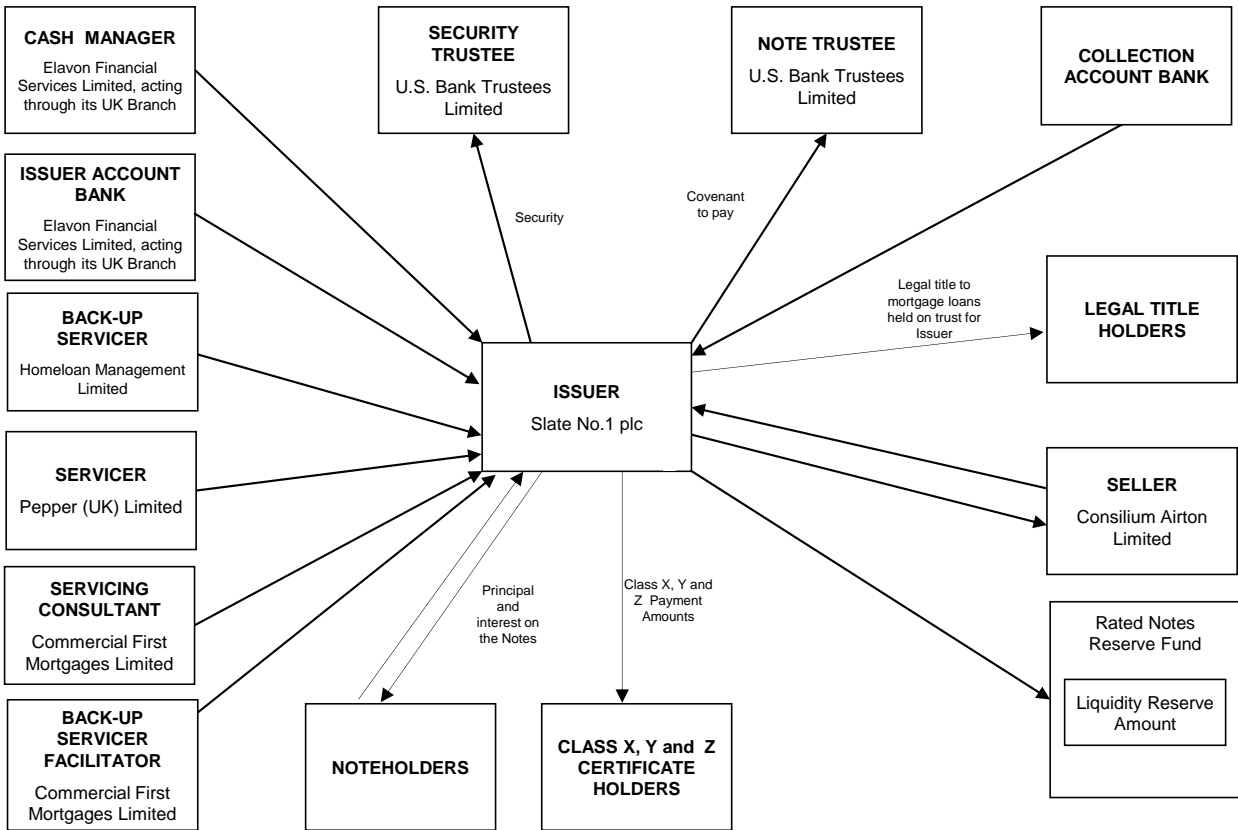 CASH MANAGER
Elavon Financial
Services Limited, acting
through its UK Branch
SECURITY
TRUSTEE
U.S. Bank Trustees
Limited
NOTE TRUSTEE
U.S. Bank Trustees
Limited
COLLECTION
ACCOUNT BANK
ISSUER ACCOUNT
BANK
Elavon Financial
Services Limited, acting
through its UK Branch
Security
Covenant
to pay
Legal title to
mortgage loans
held on trust for
Issuer
LEGAL TITLE
HOLDERS
BACK-UP
SERVICER
Homeloan Management
Limited
ISSUER
Slate No.1 plc
SERVICER
Pepper (UK) Limited
SELLER
Consilium Airton
Limited
SERVICING
CONSULTANT
Commercial First
Mortgages Limited
Principal
and
interest on
the Notes
Class X, Y and
Z Payment
Amounts
Rated Notes
Reserve Fund
Liquidity Reserve
Amount
BACK-UP
SERVICER
FACILITATOR
Commercial First
Mortgages Limited
NOTEHOLDERS
CLASS X, Y and Z
CERTIFICATE
HOLDERS